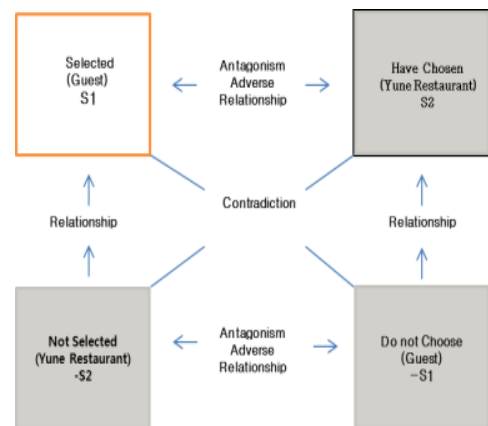 Selected
(Guest)
S1
Antagonism
Adverse
Relationship
Have Chosen
(Yune Restaurant)
S2
Relationship
Contradiction
Relationship
Not Selected
(Yune Restaurant)
-S2
Antagonism
Adverse
Relationship
Do not Choose
(Guest)
−S1